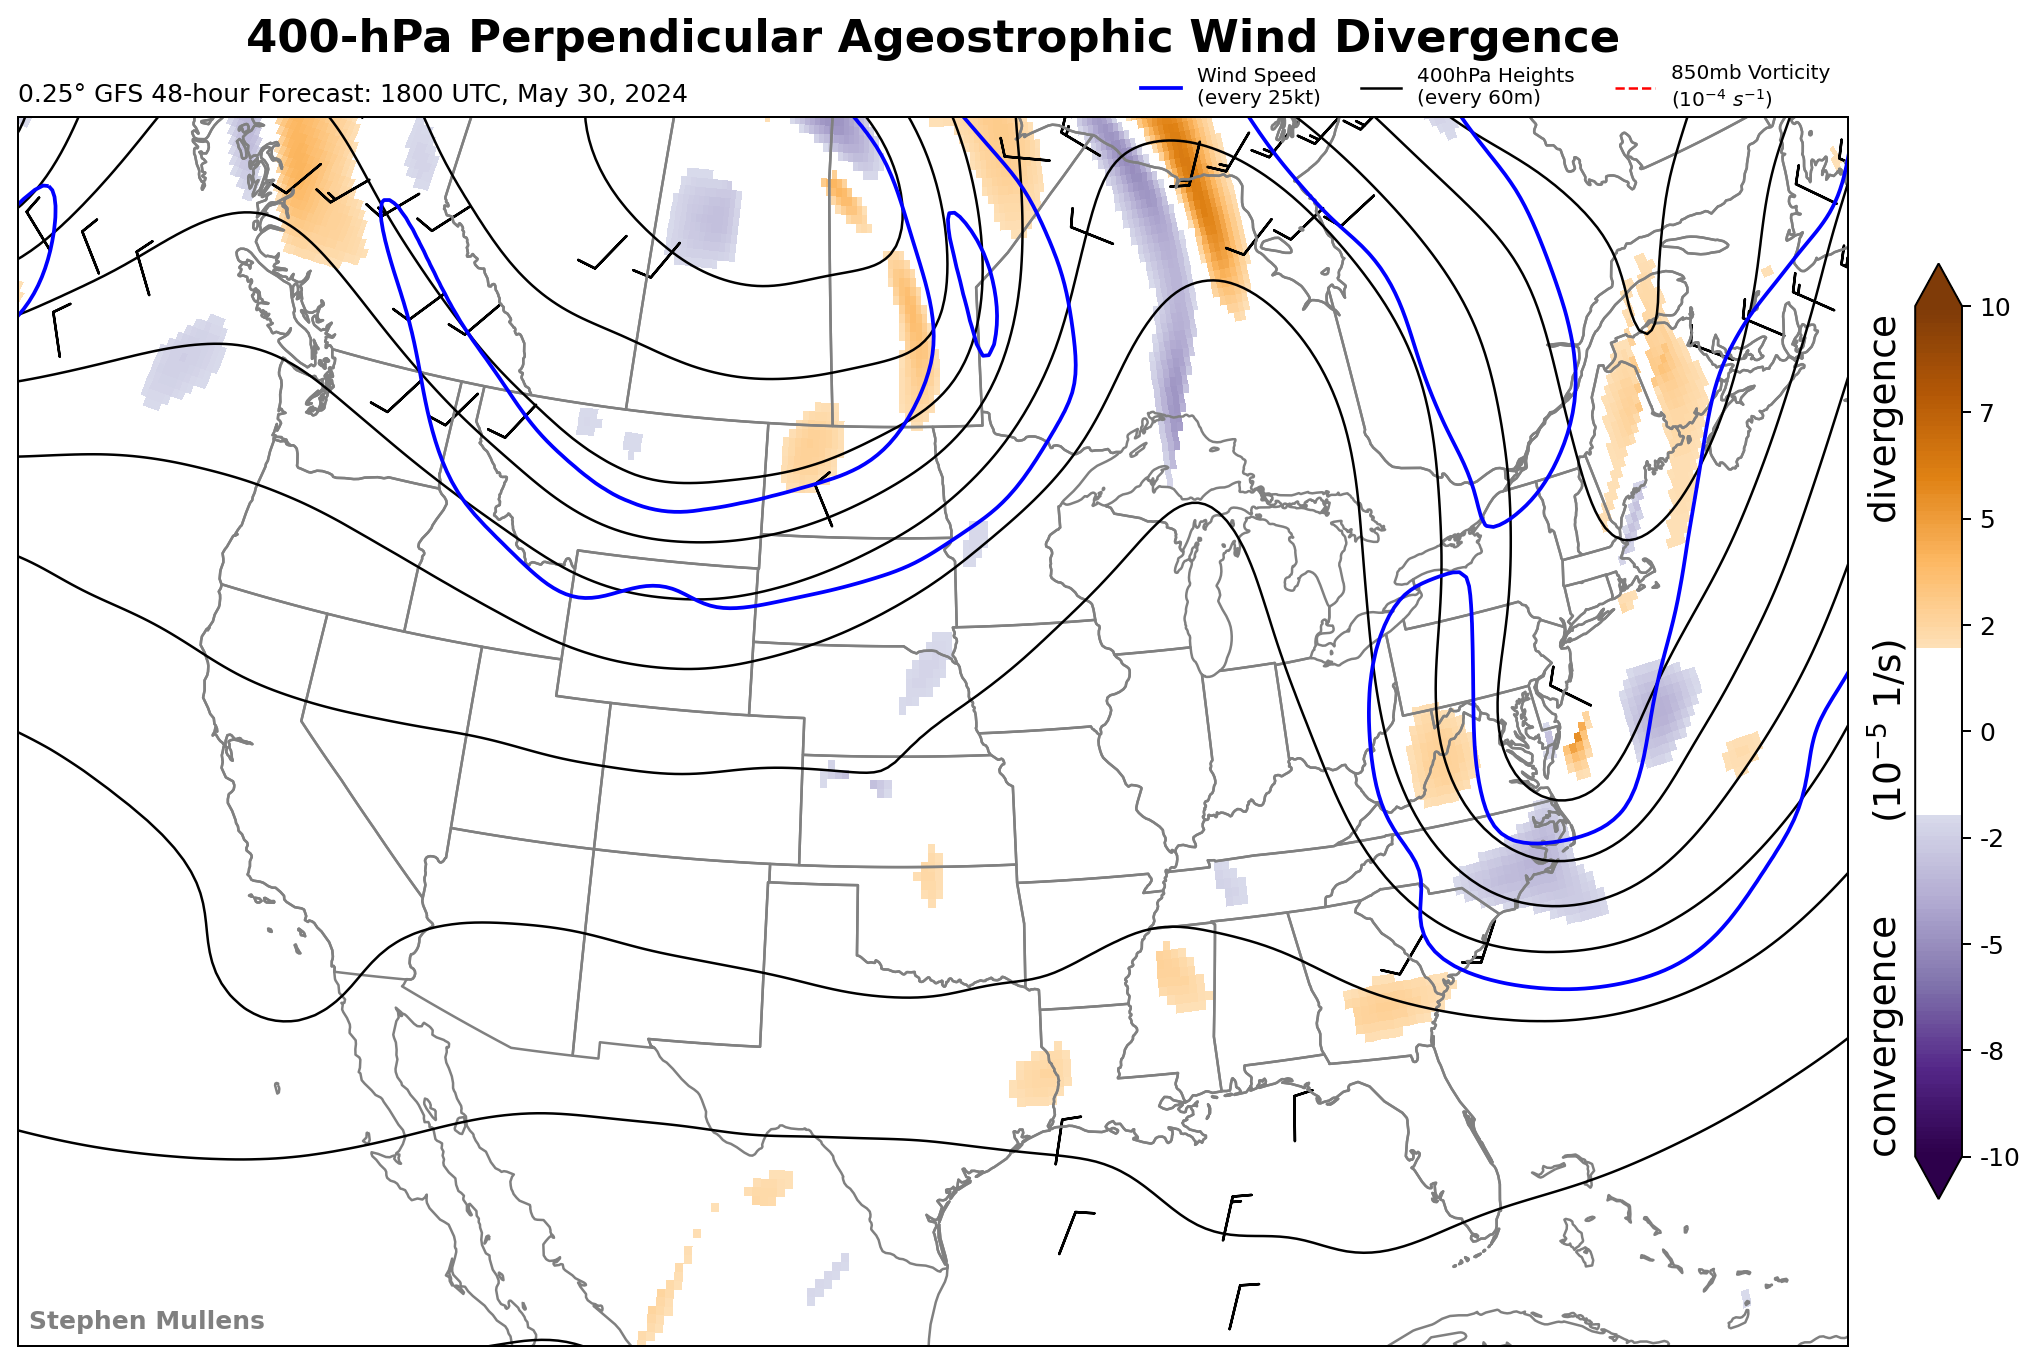 400-hPa Perpendicular Ageostrophic Wind Divergence
0.25° GFS 48-hour Forecast: 1800 UTC, May 30, 2024
Wind Speed
(every 25kt)
400hPa Heights
(every 60m)
850mb Vorticity
(10⁻⁴ s⁻¹)
10
7
5
2
0
-2
-5
-8
-10
convergence (10⁻⁵ 1/s) divergence
Stephen Mullens